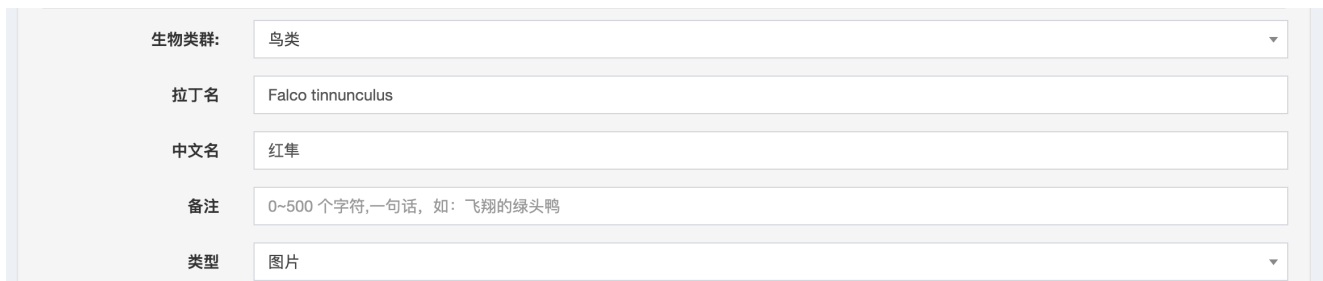 生物类群: 鸟类
拉丁名 Falco tinnunculus
中文名 红隼
备注 0~500 个字符,一句话，如：飞翔的绿头鸭
类型 图片